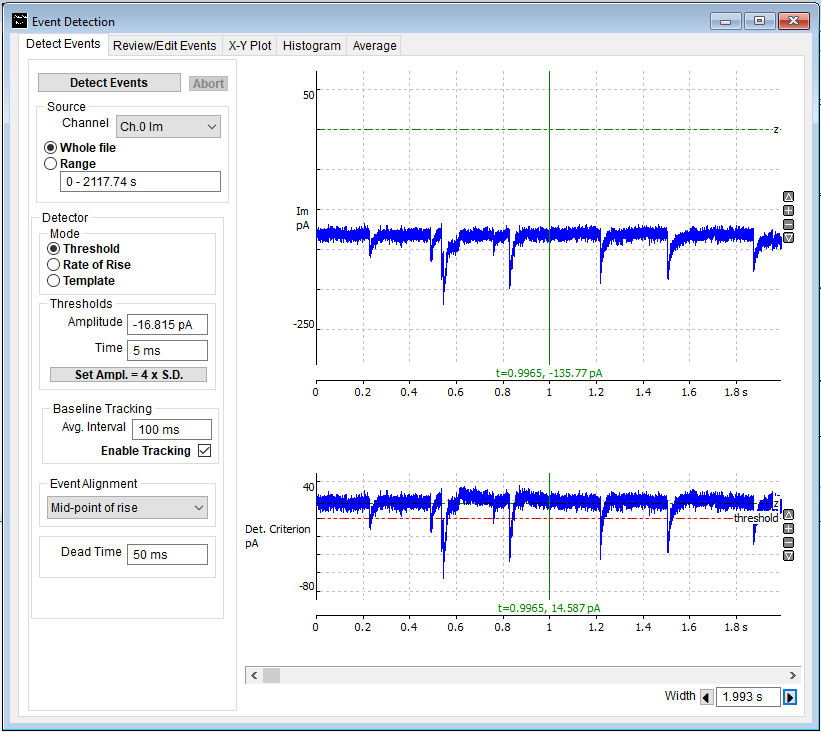 Event Detection
Detect Events Review/Edit Events X-Y Plot Histogram Average
Detect Events Abort
Source
Channel Ch.0 Im
Whole file
Range
0 - 2117.74 s
Detector
Mode
Threshold
Rate of Rise
Template
Thresholds
Amplitude -16.815 pA
Time 5 ms
Set Ampl. = 4 x S.D.
Baseline Tracking
Avg. Interval 100 ms
Enable Tracking
Event Alignment
Mid-point of rise
Dead Time 50 ms
50
z
Im
pA
-250
t=0.9965, -135.77 pA
0 0.2 0.4 0.6 0.8 1 1.2 1.4 1.6 1.8 s
40
z
threshold
Det. Criterion
pA
-80
t=0.9965, 14.587 pA
0 0.2 0.4 0.6 0.8 1 1.2 1.4 1.6 1.8 s
Width 1.993 s